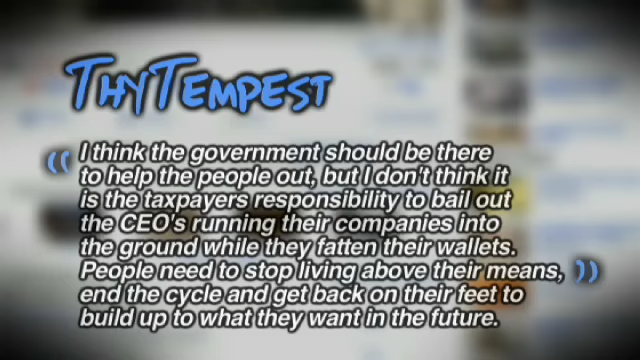 ThyTempest
“ I think the government should be there
to help the people out, but I don't think it
is the taxpayers responsibility to bail out
the CEO's running their companies into
the ground while they fatten their wallets.
People need to stop living above their means, ”
end the cycle and get back on their feet to
build up to what they want in the future.